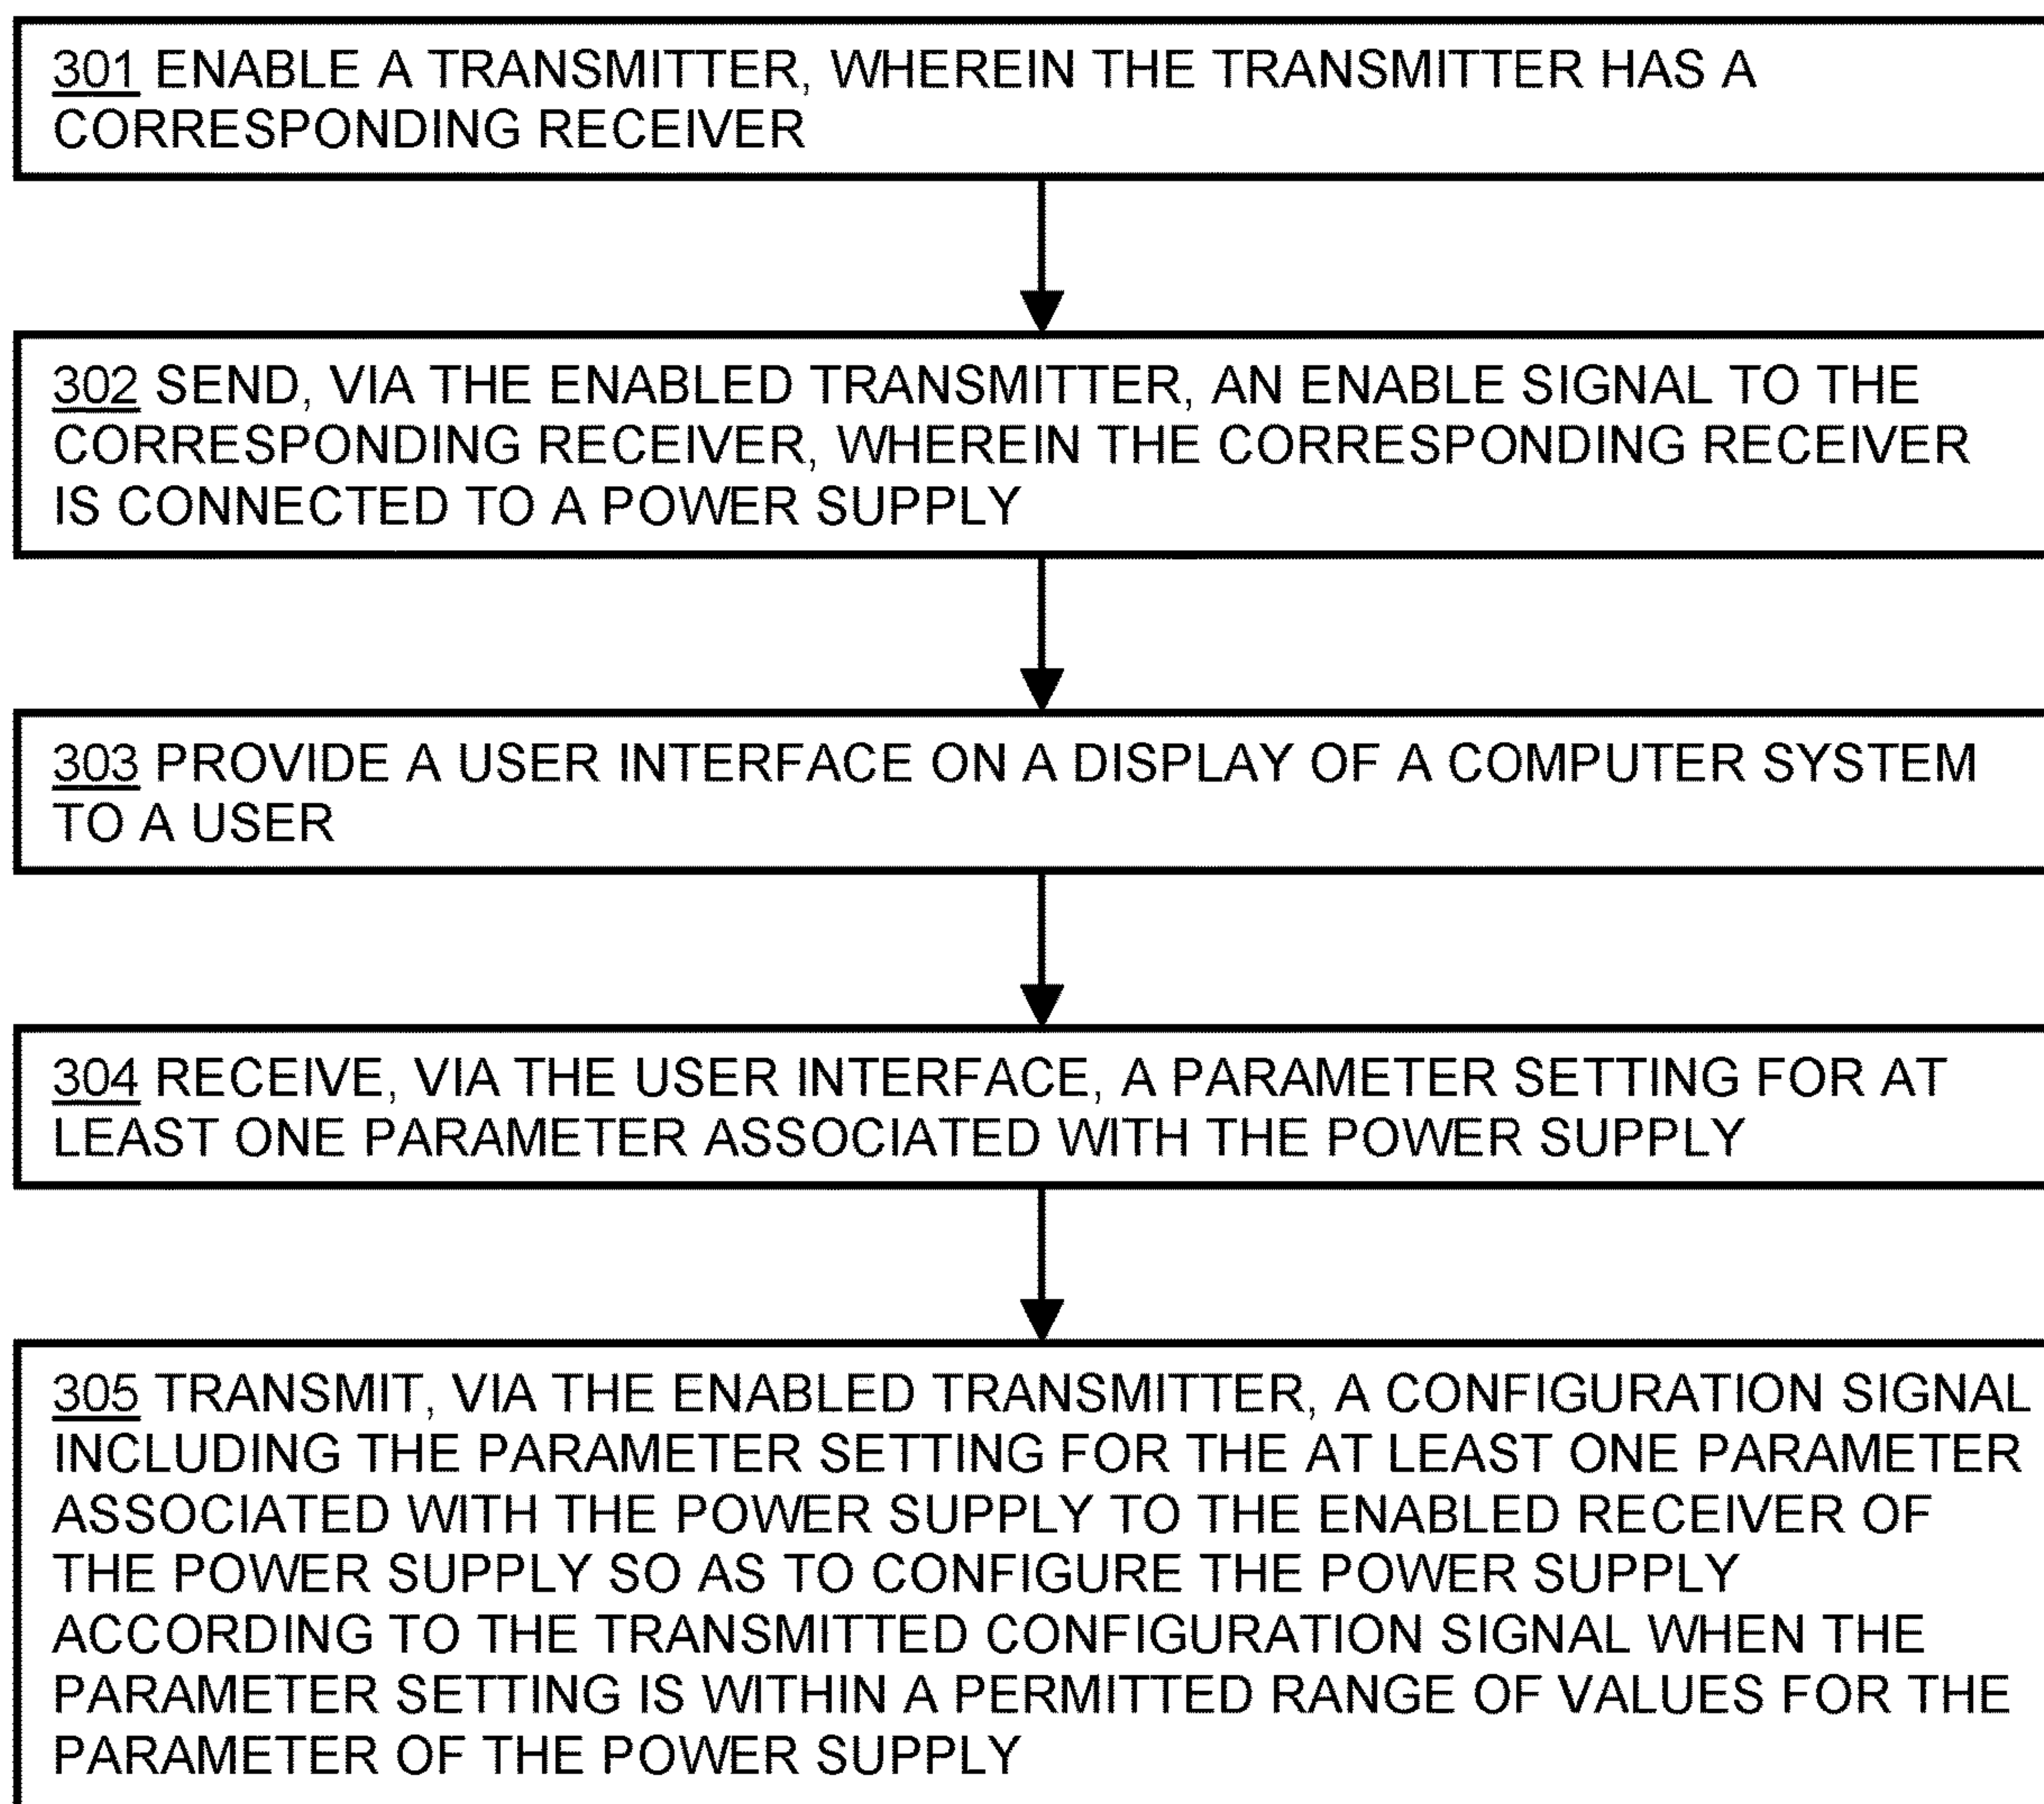 301 ENABLE A TRANSMITTER, WHEREIN THE TRANSMITTER HAS A
CORRESPONDING RECEIVER
302 SEND, VIA THE ENABLED TRANSMITTER, AN ENABLE SIGNAL TO THE
CORRESPONDING RECEIVER, WHEREIN THE CORRESPONDING RECEIVER
IS CONNECTED TO A POWER SUPPLY
303 PROVIDE A USER INTERFACE ON A DISPLAY OF A COMPUTER SYSTEM
TO A USER
304 RECEIVE, VIA THE USER INTERFACE, A PARAMETER SETTING FOR AT
LEAST ONE PARAMETER ASSOCIATED WITH THE POWER SUPPLY
305 TRANSMIT, VIA THE ENABLED TRANSMITTER, A CONFIGURATION SIGNAL
INCLUDING THE PARAMETER SETTING FOR THE AT LEAST ONE PARAMETER
ASSOCIATED WITH THE POWER SUPPLY TO THE ENABLED RECEIVER OF
THE POWER SUPPLY SO AS TO CONFIGURE THE POWER SUPPLY
ACCORDING TO THE TRANSMITTED CONFIGURATION SIGNAL WHEN THE
PARAMETER SETTING IS WITHIN A PERMITTED RANGE OF VALUES FOR THE
PARAMETER OF THE POWER SUPPLY